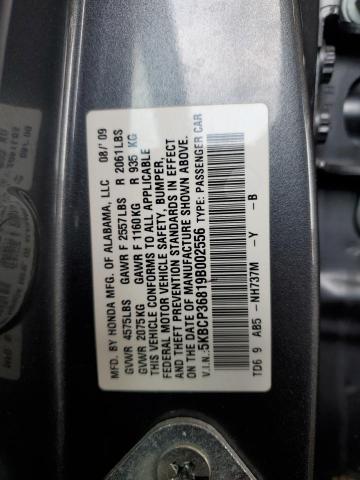 MFD. BY HONDA MFG. OF ALABAMA, LLC 08/'09
GVWR 4575LBS GAWR F 2557LBS R 2061LBS
GVWR 2075KG GAWR F 1160KG R 935 KG
THIS VEHICLE CONFORMS TO ALL APPLICABLE
FEDERAL MOTOR VEHICLE SAFETY, BUMPER,
AND THEFT PREVENTION STANDARDS IN EFFECT
ON THE DATE OF MANUFACTURE SHOWN ABOVE.
V.I.N.: 5KBCP36819B002556 TYPE: PASSENGER CAR
TD6 9 AB5-NH737M -Y -B